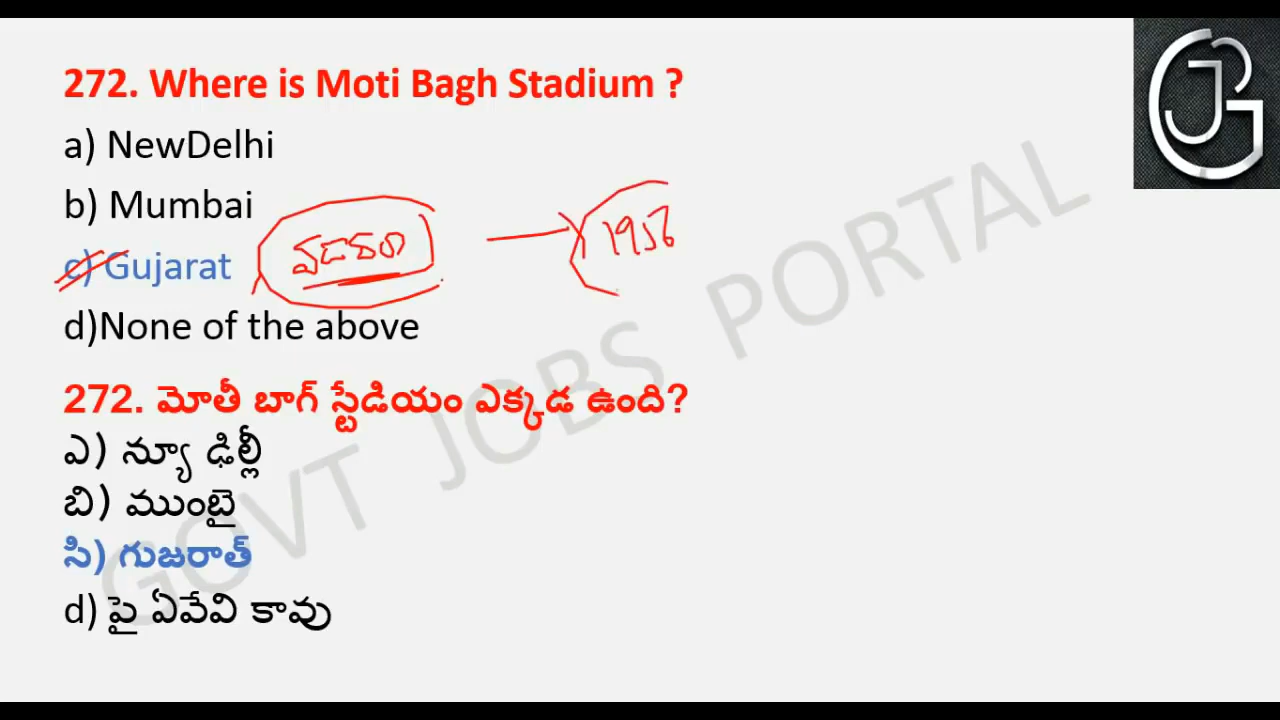 272. Where is Moti Bagh Stadium ?
a) NewDelhi
b) Mumbai
c) Gujarat
వడోదరా
1956
d)None of the above
272. మోతీ బాగ్ స్టేడియం ఎక్కడ ఉంది?
ఎ) న్యూ ఢిల్లీ
బి) ముంబై
సి) గుజరాత్
d) పై ఏవేవి కావు
GOVT JOBS PORTAL
GJ